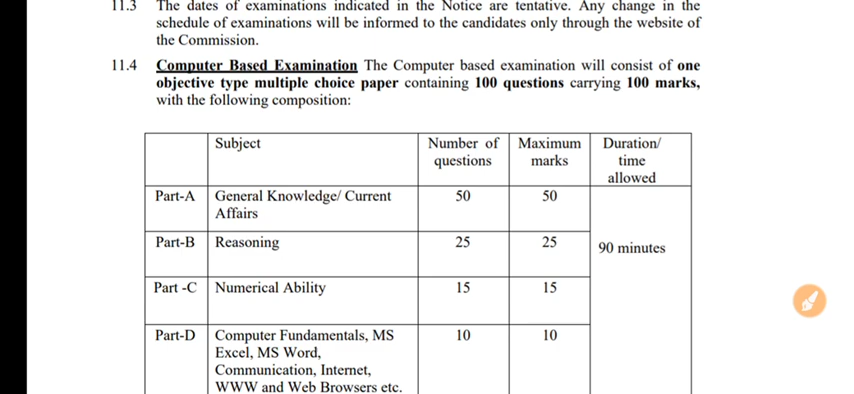 11.3 The dates of examinations indicated in the Notice are tentative. Any change in the
schedule of examinations will be informed to the candidates only through the website of
the Commission.
11.4 Computer Based Examination The Computer based examination will consist of one
objective type multiple choice paper containing 100 questions carrying 100 marks,
with the following composition:
Subject Number of questions Maximum marks Duration/ time allowed
Part-A General Knowledge/ Current Affairs 50 50
Part-B Reasoning 25 25 90 minutes
Part -C Numerical Ability 15 15
Part-D Computer Fundamentals, MS Excel, MS Word, Communication, Internet, WWW and Web Browsers etc. 10 10